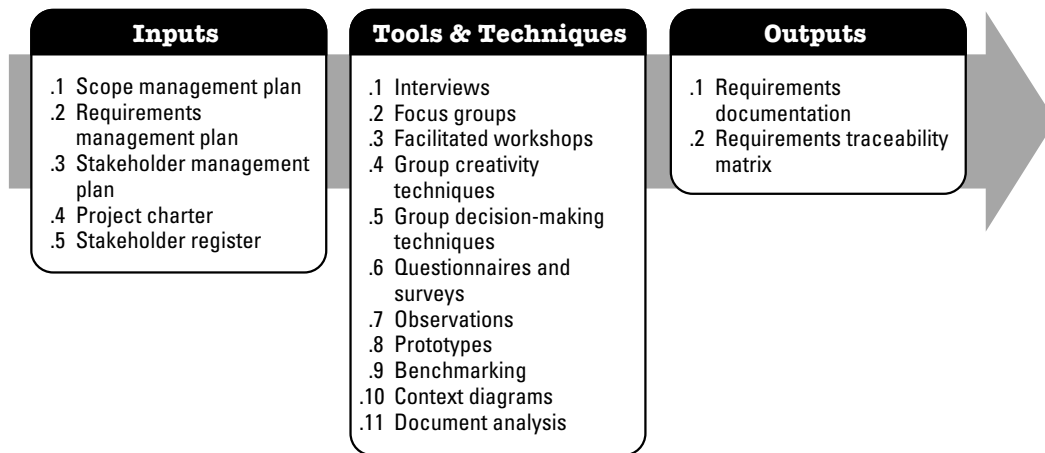 Inputs
.1 Scope management plan
.2 Requirements
management plan
.3 Stakeholder management
plan
.4 Project charter
.5 Stakeholder register
Tools & Techniques
.1 Interviews
.2 Focus groups
.3 Facilitated workshops
.4 Group creativity
techniques
.5 Group decision-making
techniques
.6 Questionnaires and
surveys
.7 Observations
.8 Prototypes
.9 Benchmarking
.10 Context diagrams
.11 Document analysis
Outputs
.1 Requirements
documentation
.2 Requirements traceability
matrix